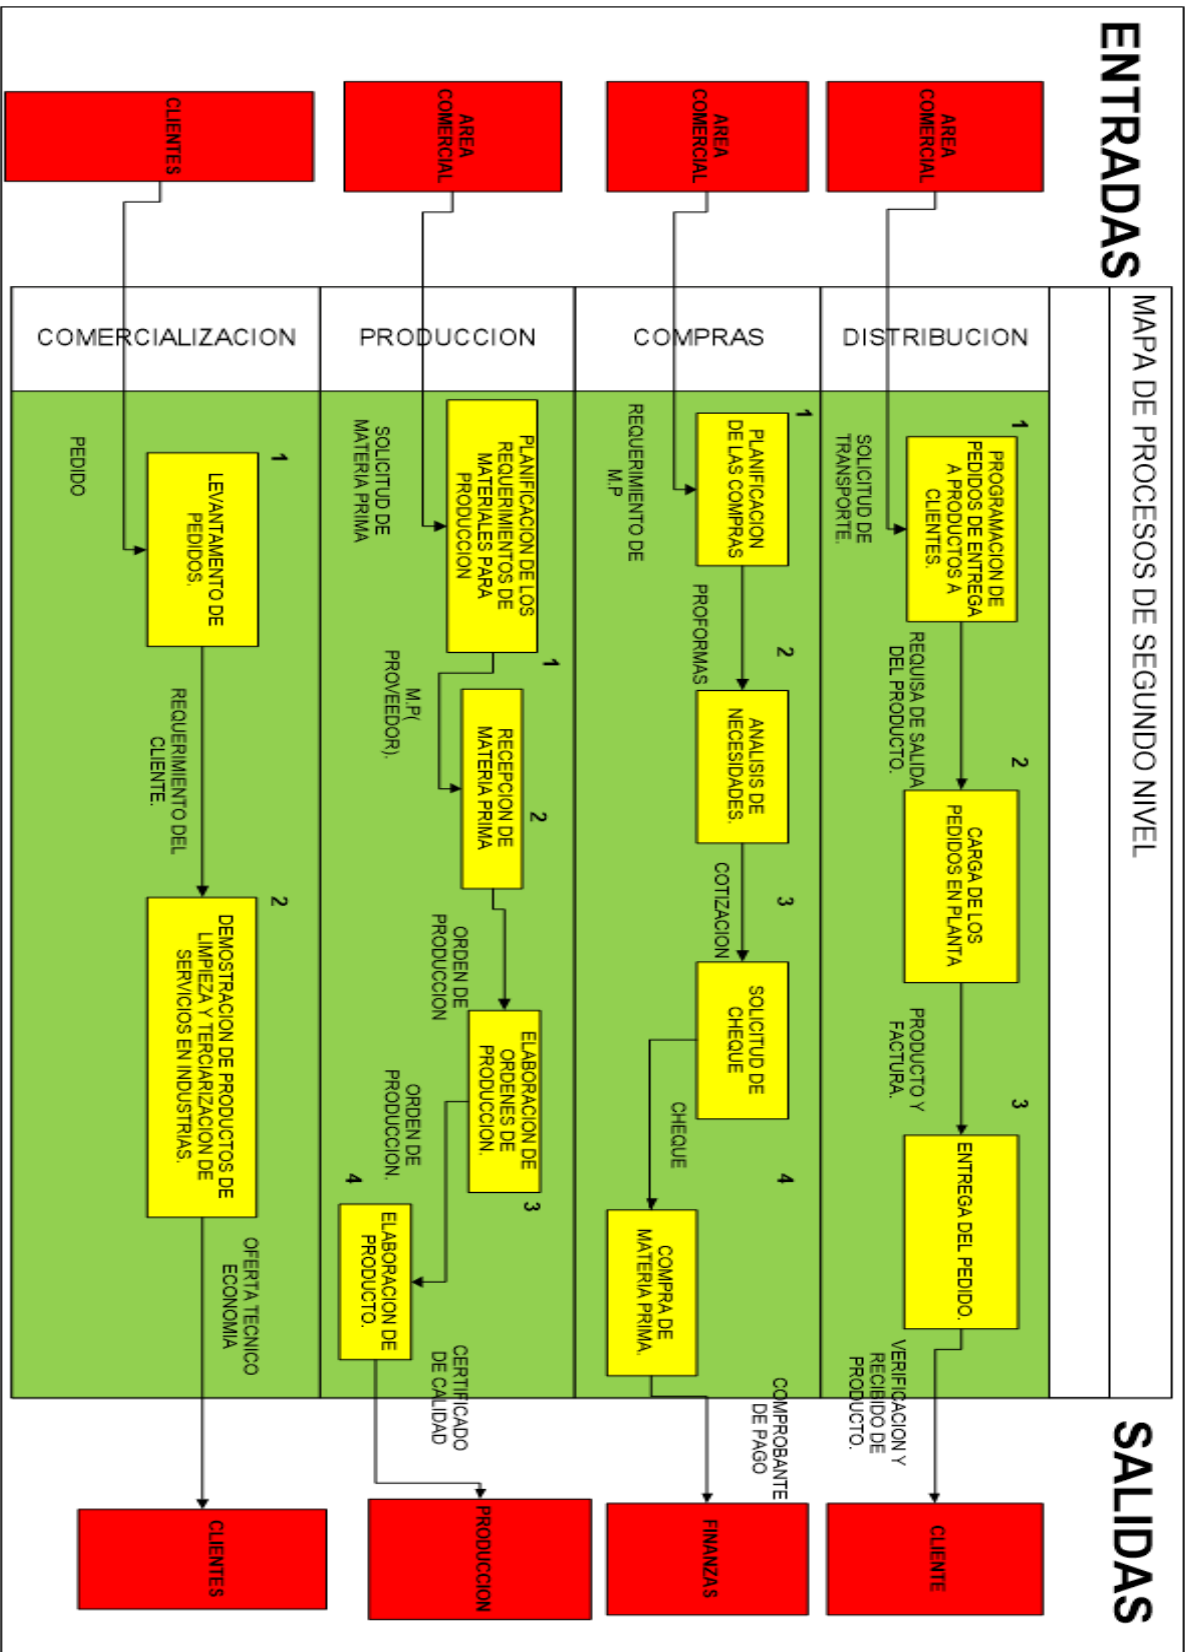 ENTRADAS
MAPA DE PROCESOS DE SEGUNDO NIVEL
SALIDAS
AREA
COMERCIAL
DISTRIBUCION
SOLICITUD DE
TRANSPORTE.
1
PROGRAMACION DE
PEDIDOS DE ENTREGA
A PRODUCTOS A
CLIENTES.
REQUISA DE SALIDA
DEL PRODUCTO.
2
CARGA DE LOS
PEDIDOS EN PLANTA
PRODUCTO Y
FACTURA.
3
ENTREGA DEL PEDIDO.
VERIFICACION Y
RECIBIDO DE
PRODUCTO.
CLIENTE
AREA
COMERCIAL
COMPRAS
REQUERIMIENTO DE
M.P
1
PLANIFICACION
DE LAS COMPRAS
PROFORMAS
2
ANALISIS DE
NECESIDADES.
COTIZACION
3
SOLICITUD DE
CHEQUE
CHEQUE
4
COMPRA DE
MATERIA PRIMA.
COMPROBANTE
DE PAGO
FINANZAS
AREA
COMERCIAL
PRODUCCION
SOLICITUD DE
MATERIA PRIMA
PLANIFICACION DE LOS
REQUERIMIENTOS DE
MATERIALES PARA
PRODUCCION
1
M.P(
PROVEEDOR).
RECEPCION DE
MATERIA PRIMA
2
ORDEN DE
PRODUCCION
ELABORACION DE
ORDENES DE
PRODUCCION.
3
ORDEN DE
PRODUCCION.
4
ELABORACION DE
PRODUCTO.
CERTIFICADO
DE CALIDAD
PRODUCCION
CLIENTES
COMERCIALIZACION
PEDIDO
1
LEVANTAMENTO DE
PEDIDOS.
REQUERIMIENTO DEL
CLIENTE.
2
DEMOSTRACION DE PRODUCTOS DE
LIMPIEZA Y TERCIARIZACION DE
SERVICIOS EN INDUSTRIAS.
OFERTA TECNICO
ECONOMIA
CLIENTES